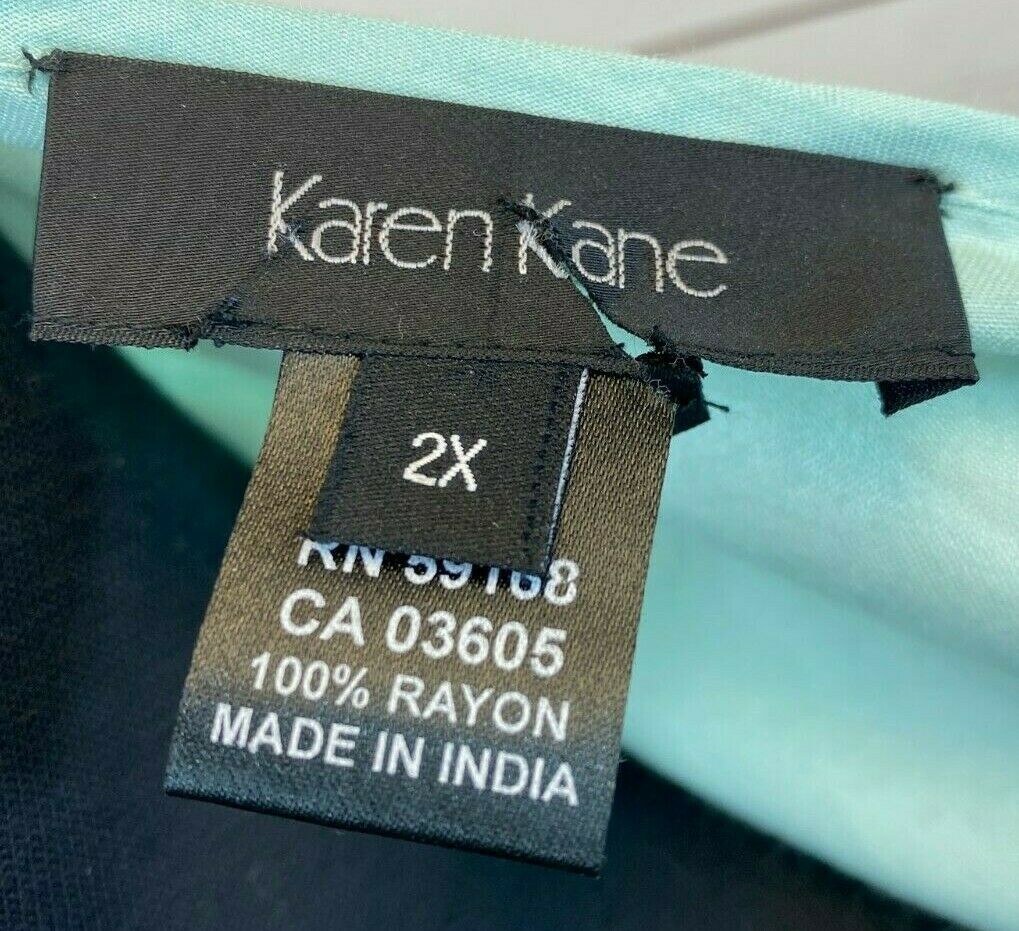 Karen Kane
2X
RN 59168
CA 03605
100% RAYON
MADE IN INDIA